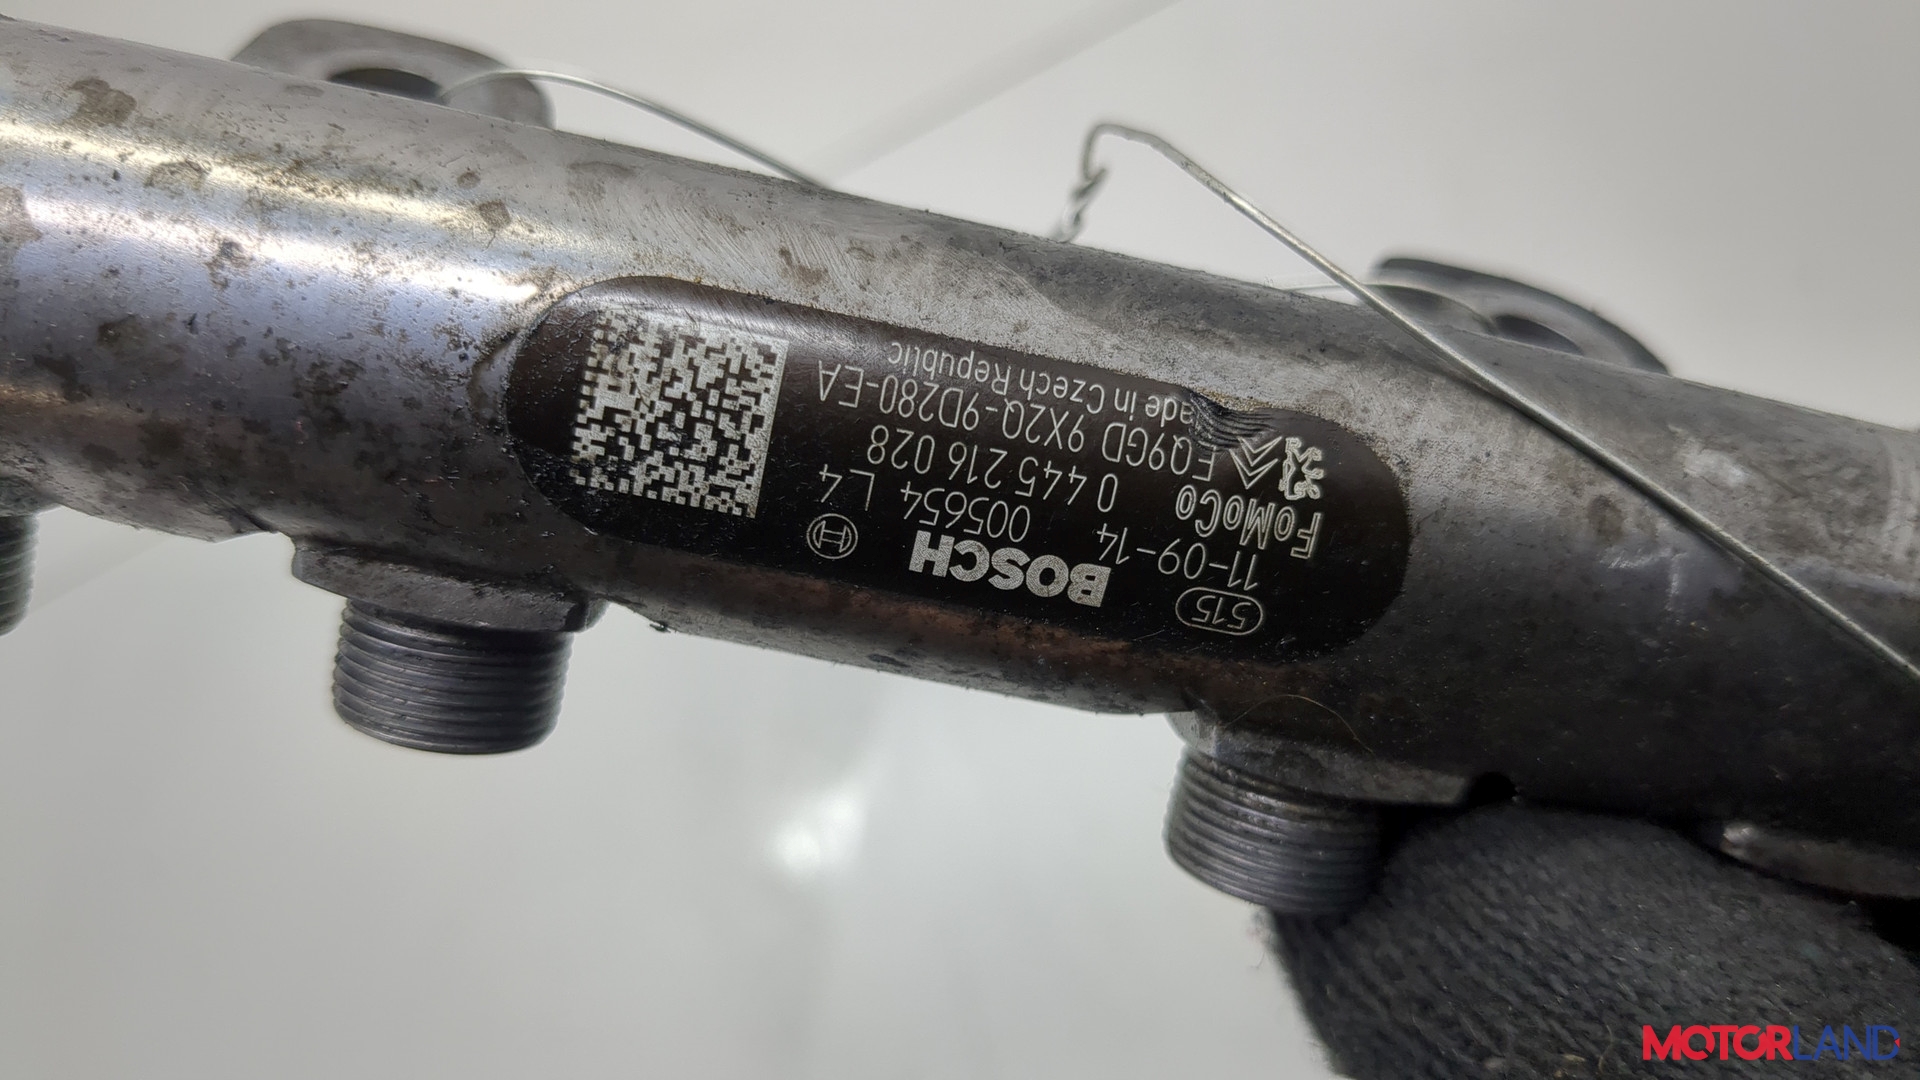 515
BOSCH
11-09-14 005654 L4
FoMoCo 0 445 216 028
FQ9GD 9X2Q-9D280-EA
ade in Czech Republic
MOTORLAND